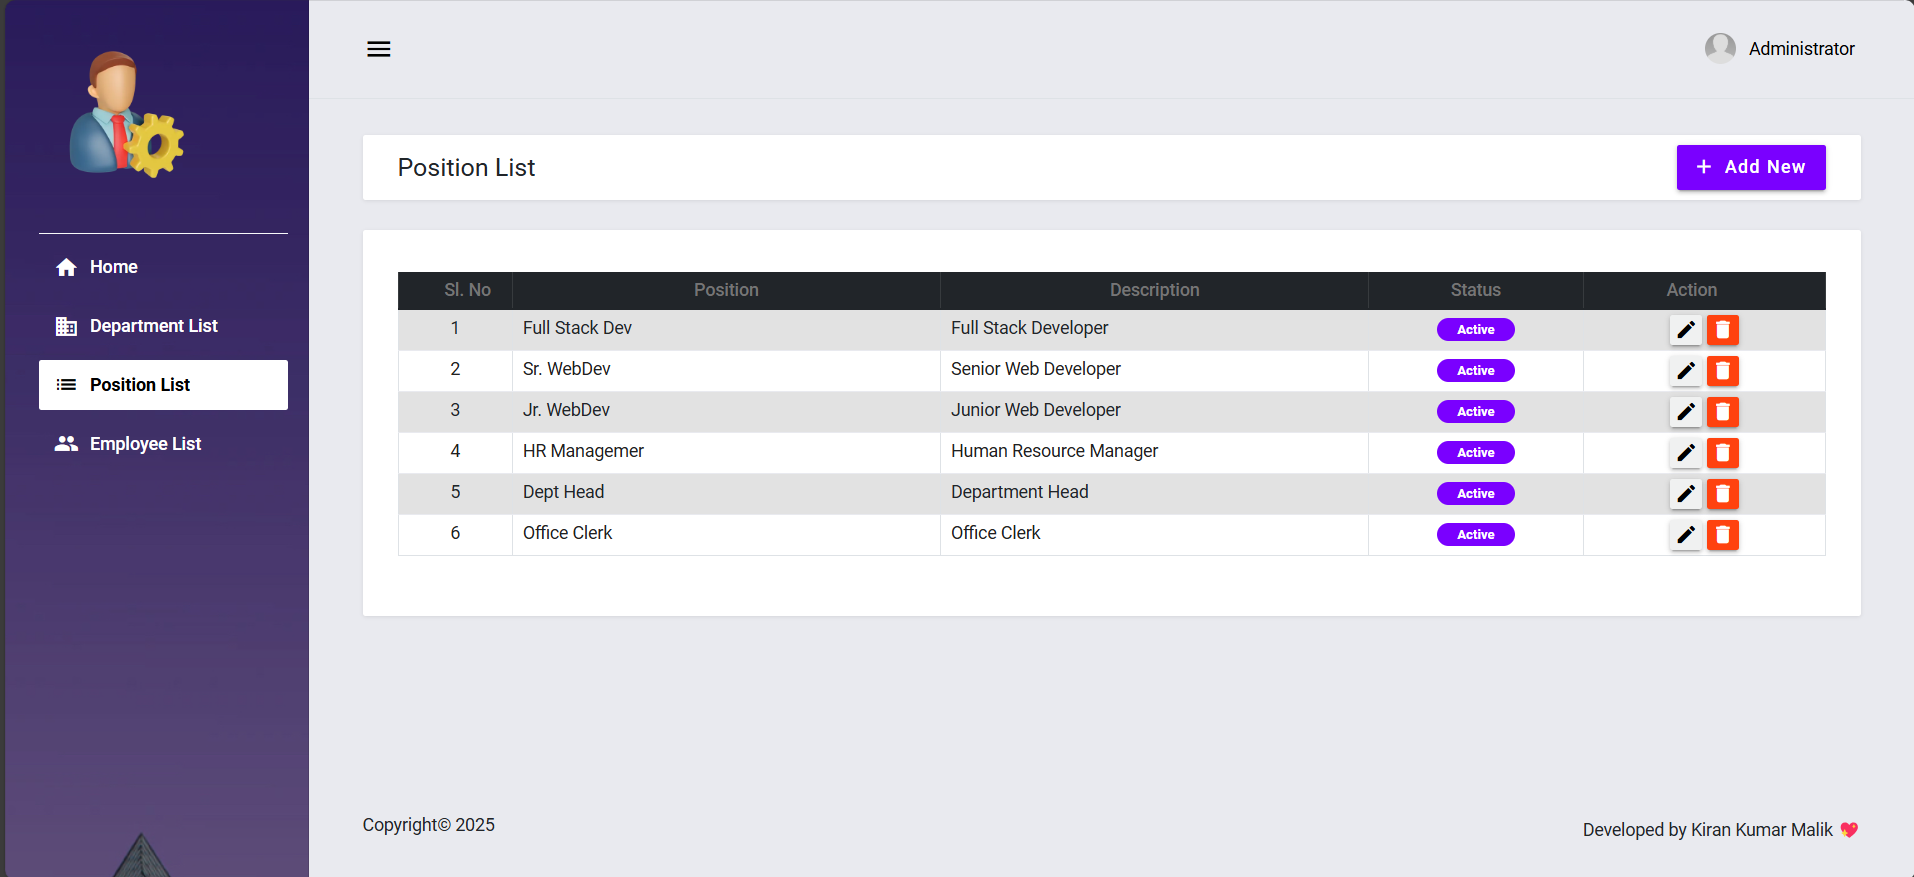 Administrator
Position List
+ Add New
Home
Department List
Position List
Employee List
Sl. No Position Description Status Action
1 Full Stack Dev Full Stack Developer Active
2 Sr. WebDev Senior Web Developer Active
3 Jr. WebDev Junior Web Developer Active
4 HR Managemer Human Resource Manager Active
5 Dept Head Department Head Active
6 Office Clerk Office Clerk Active
Copyright© 2025
Developed by Kiran Kumar Malik 💖